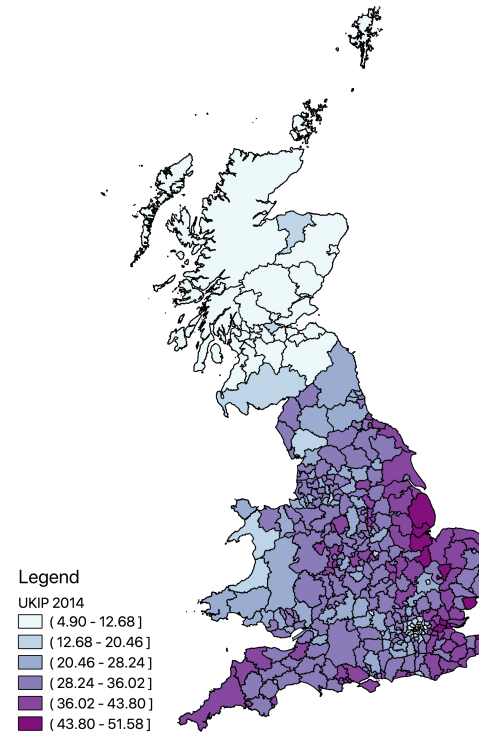 Legend
UKIP 2014
( 4.90 - 12.68 ]
( 12.68 - 20.46 ]
( 20.46 - 28.24 ]
( 28.24 - 36.02 ]
( 36.02 - 43.80 ]
( 43.80 - 51.58 ]